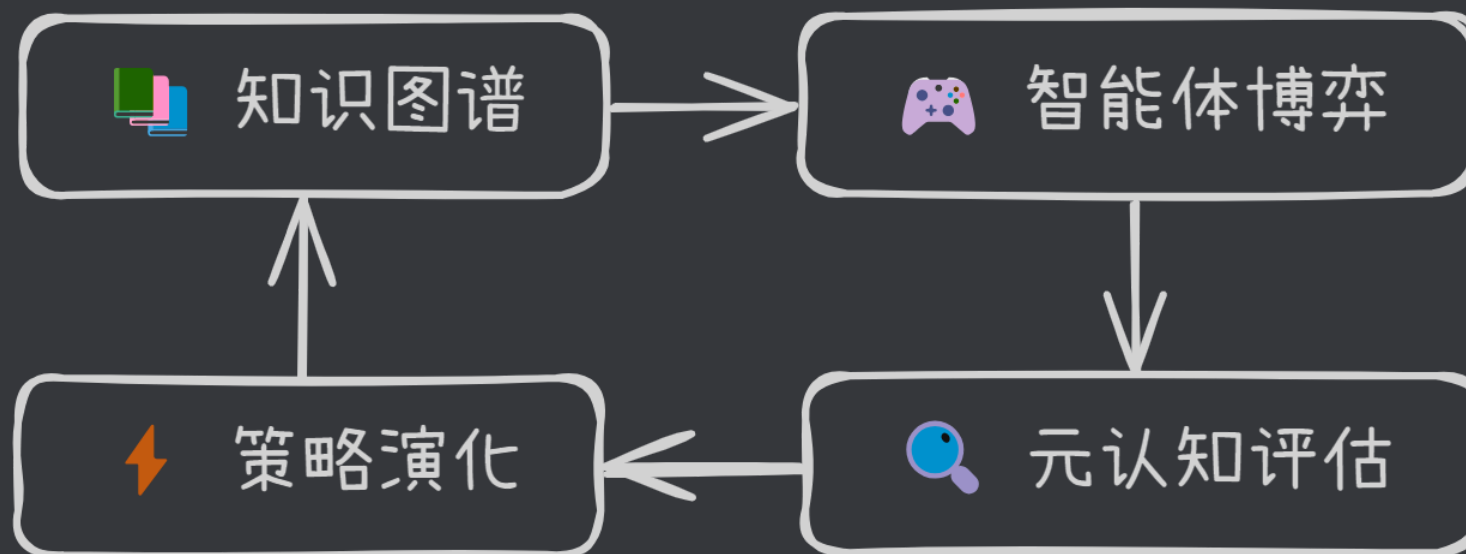 知识图谱
智能体博弈
策略演化
元认知评估